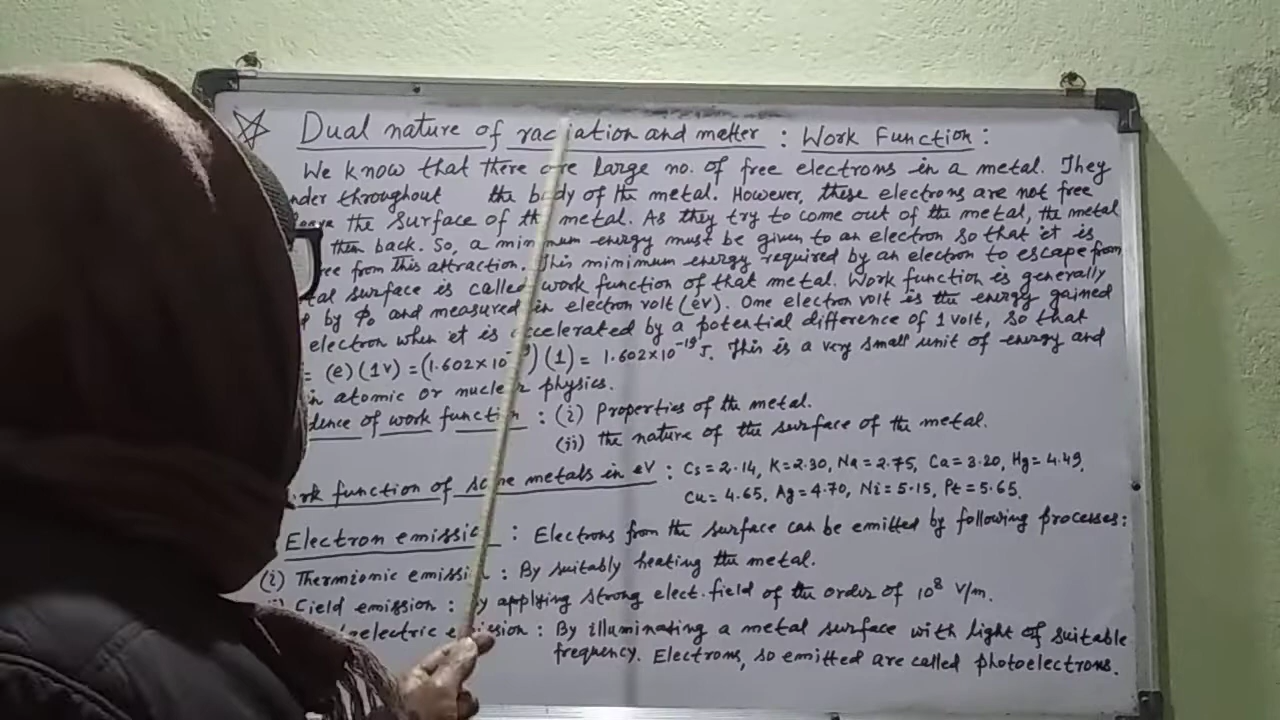 Dual nature of radiation and matter : Work Function :
We know that there are large no. of free electrons in a metal. They
throughout the body of the metal. However, these electrons are not free
the surface of the metal. As they try to come out of the metal, the metal
them back. So, a minimum energy must be given to an electron so that it is
from this attraction. This minimum energy required by an electron to escape from
surface is called work function of that metal. Work function is generally
by ϕ₀ and measured in electron volt (eV). One electron volt is the energy gained
electron when it is accelerated by a potential difference of 1 volt, so that
= (e) (1V) = (1.602×10⁻¹⁹) (1) = 1.602×10⁻¹⁹ J. This is a very small unit of energy and
in atomic or nuclear physics.
of work function : (i) Properties of the metal.
(ii) the nature of the surface of the metal.
function of some metals in eV : Cs = 2.14, K = 2.30, Na = 2.75, Ca = 3.20, Hg = 4.49,
Cu = 4.65, Ag = 4.70, Ni = 5.15, Pt = 5.65.
Electron emission : Electrons from the surface can be emitted by following processes:
(i) Thermionic emission : By suitably heating the metal.
Field emission : By applying strong elect. field of the order of 10⁸ V/m.
emission : By illuminating a metal surface with light of suitable
frequency. Electrons, so emitted are called photoelectrons.